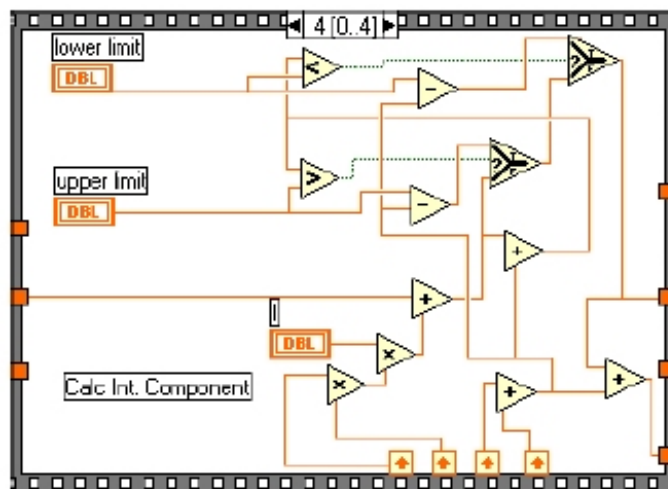 4 [0..4]
lower limit
DBL
upper limit
DBL
I
DBL
Calc Int. Component